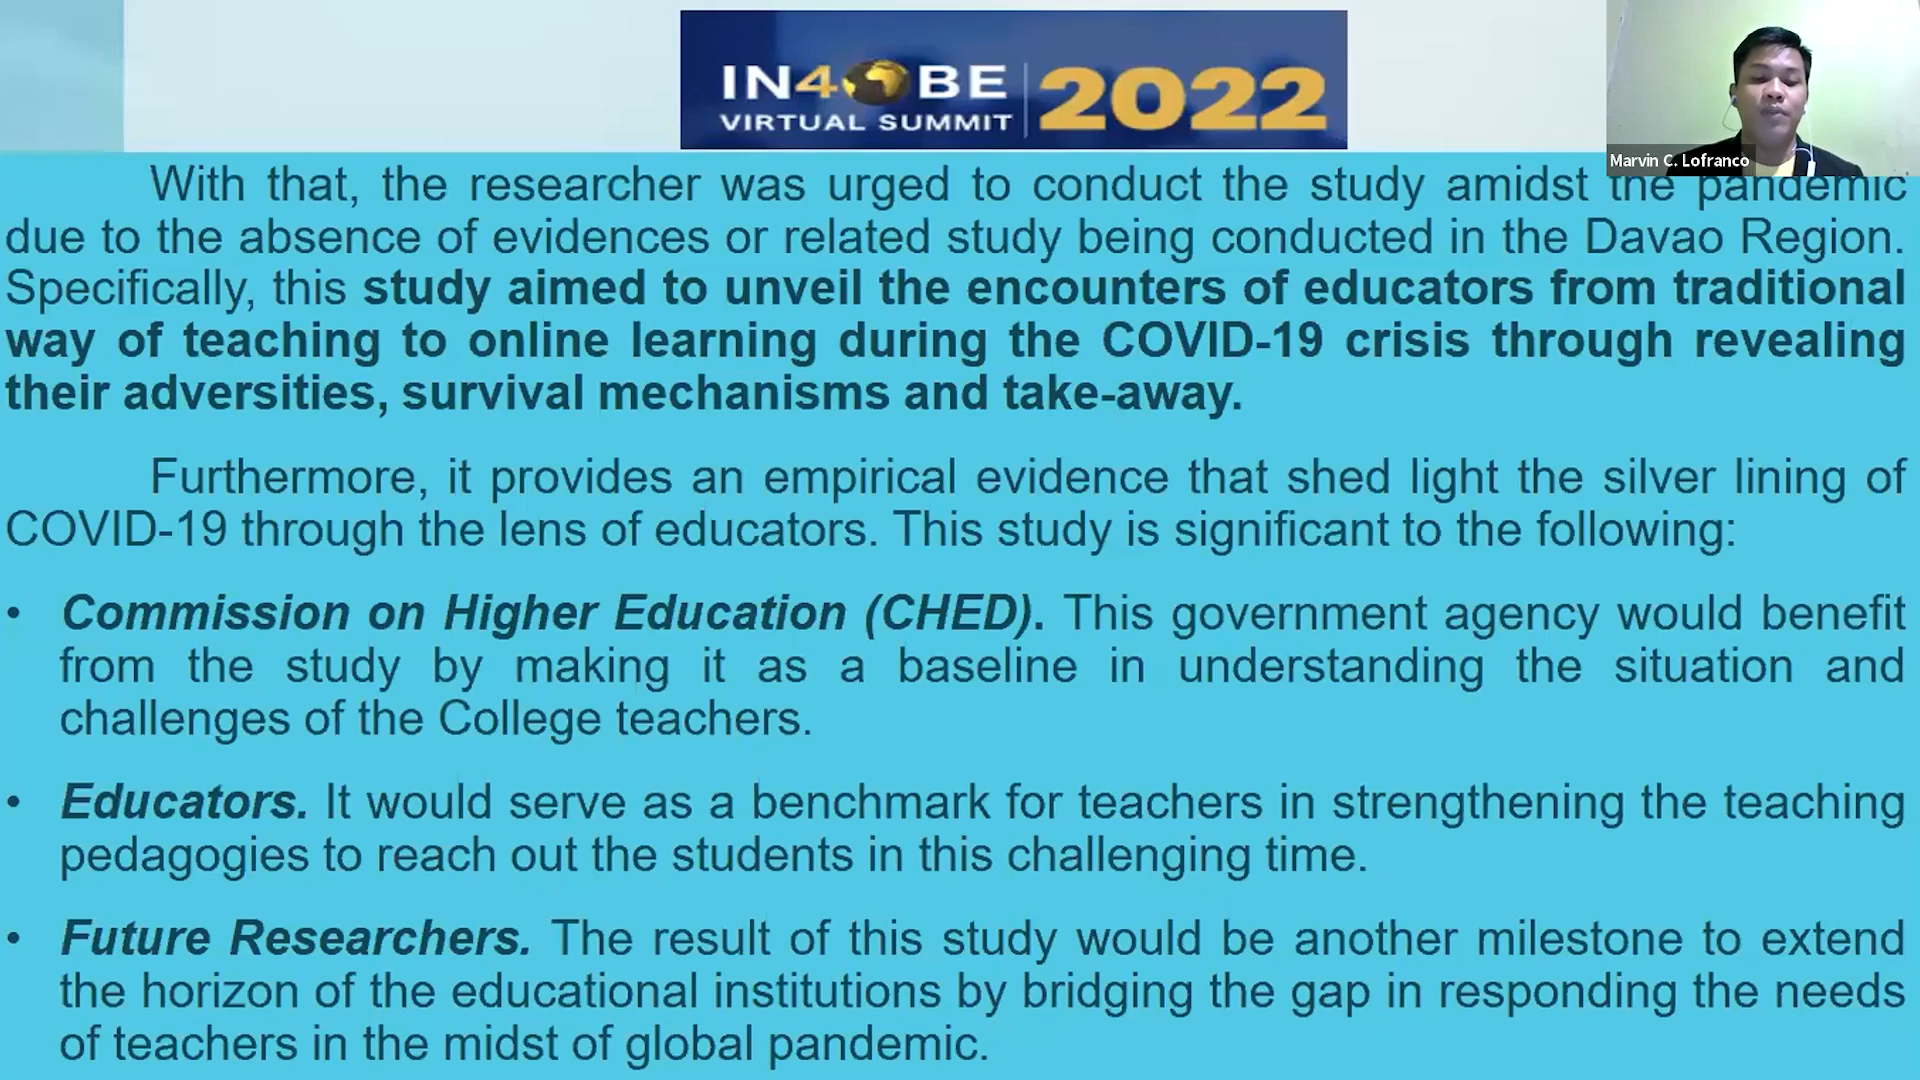 IN4OBE
VIRTUAL SUMMIT
2022
Marvin C. Lofranco
With that, the researcher was urged to conduct the study amidst the pandemic
due to the absence of evidences or related study being conducted in the Davao Region.
Specifically, this study aimed to unveil the encounters of educators from traditional
way of teaching to online learning during the COVID-19 crisis through revealing
their adversities, survival mechanisms and take-away.
Furthermore, it provides an empirical evidence that shed light the silver lining of
COVID-19 through the lens of educators. This study is significant to the following:
• Commission on Higher Education (CHED). This government agency would benefit
from the study by making it as a baseline in understanding the situation and
challenges of the College teachers.
• Educators. It would serve as a benchmark for teachers in strengthening the teaching
pedagogies to reach out the students in this challenging time.
• Future Researchers. The result of this study would be another milestone to extend
the horizon of the educational institutions by bridging the gap in responding the needs
of teachers in the midst of global pandemic.